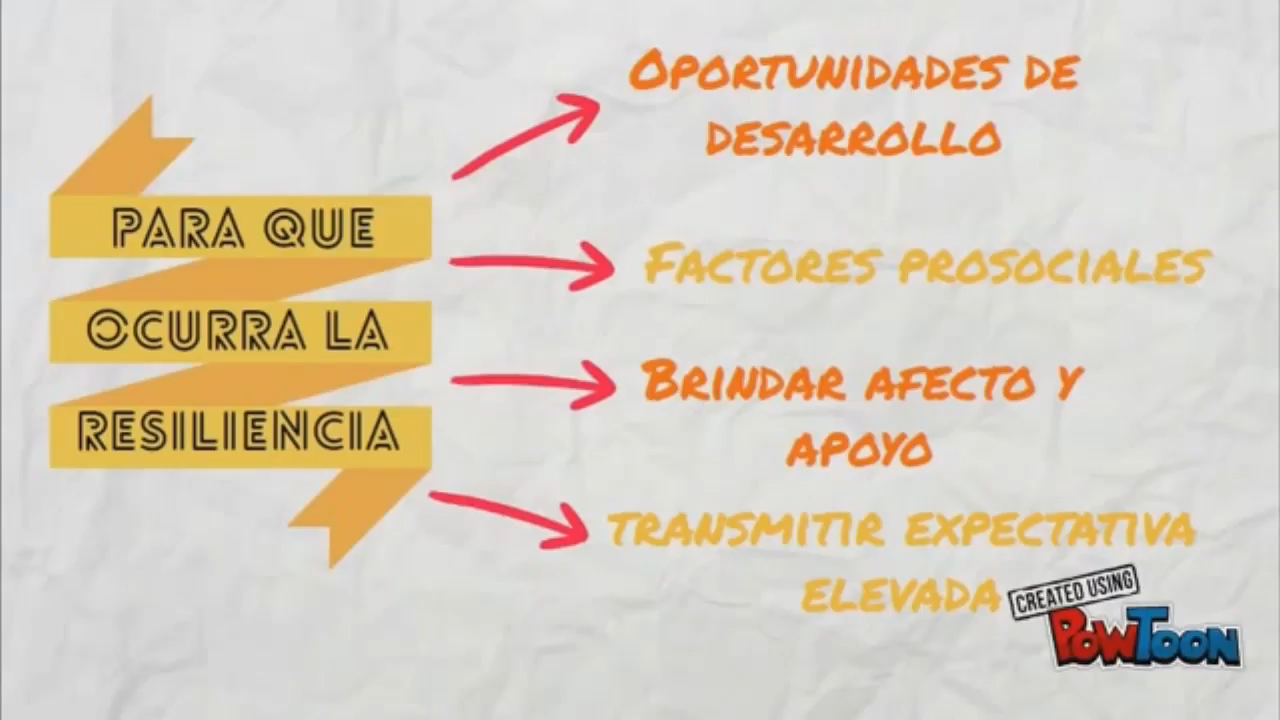 PARA QUE
OCURRA LA
RESILIENCIA
OPORTUNIDADES DE
DESARROLLO
FACTORES PROSOCIALES
BRINDAR AFECTO Y
APOYO
TRANSMITIR EXPECTATIVA
ELEVADA
CREATED USING
POWTOON